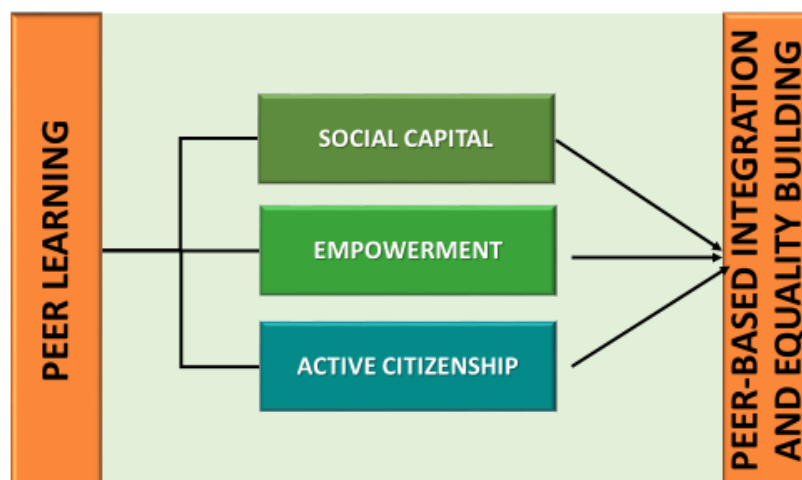 PEER LEARNING
SOCIAL CAPITAL
EMPOWERMENT
ACTIVE CITIZENSHIP
PEER-BASED INTEGRATION
AND EQUALITY BUILDING